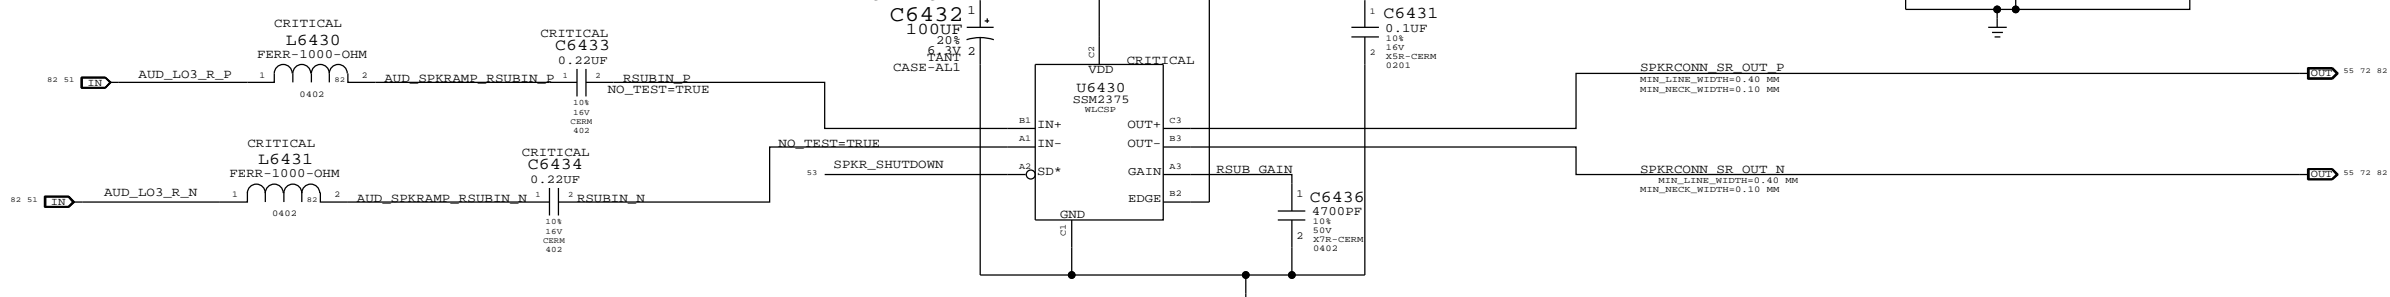 CRITICAL
L6430
FERR-1000-OHM
82 51
IN
AUD_LO3_R_P
1
2
82
0402
AUD_SPKRAMP_RSUBIN_P
CRITICAL
C6433
0.22UF
1
2
10%
16V
CERM
402
RSUBIN_P
NO_TEST=TRUE
CRITICAL
L6431
FERR-1000-OHM
82 51
IN
AUD_LO3_R_N
1
2
82
0402
AUD_SPKRAMP_RSUBIN_N
CRITICAL
C6434
0.22UF
1
2
10%
16V
CERM
402
RSUBIN_N
NO_TEST=TRUE
53
SPKR_SHUTDOWN
C6432
100UF
20%
6.3V
TANT
CASE-AL1
1
+
2
C2
VDD
CRITICAL
U6430
SSM2375
WLCSP
B1
IN+
A1
IN-
A2
SD*
OUT+
C3
OUT-
B3
GAIN
A3
EDGE
B2
GND
C1
RSUB_GAIN
1
2
C6436
4700PF
10%
50V
X7R-CERM
0402
1
2
C6431
0.1UF
10%
16V
X5R-CERM
0201
SPKRCONN_SR_OUT_P
MIN_LINE_WIDTH=0.40 MM
MIN_NECK_WIDTH=0.10 MM
OUT
55 72 82
SPKRCONN_SR_OUT_N
MIN_LINE_WIDTH=0.40 MM
MIN_NECK_WIDTH=0.10 MM
OUT
55 72 82